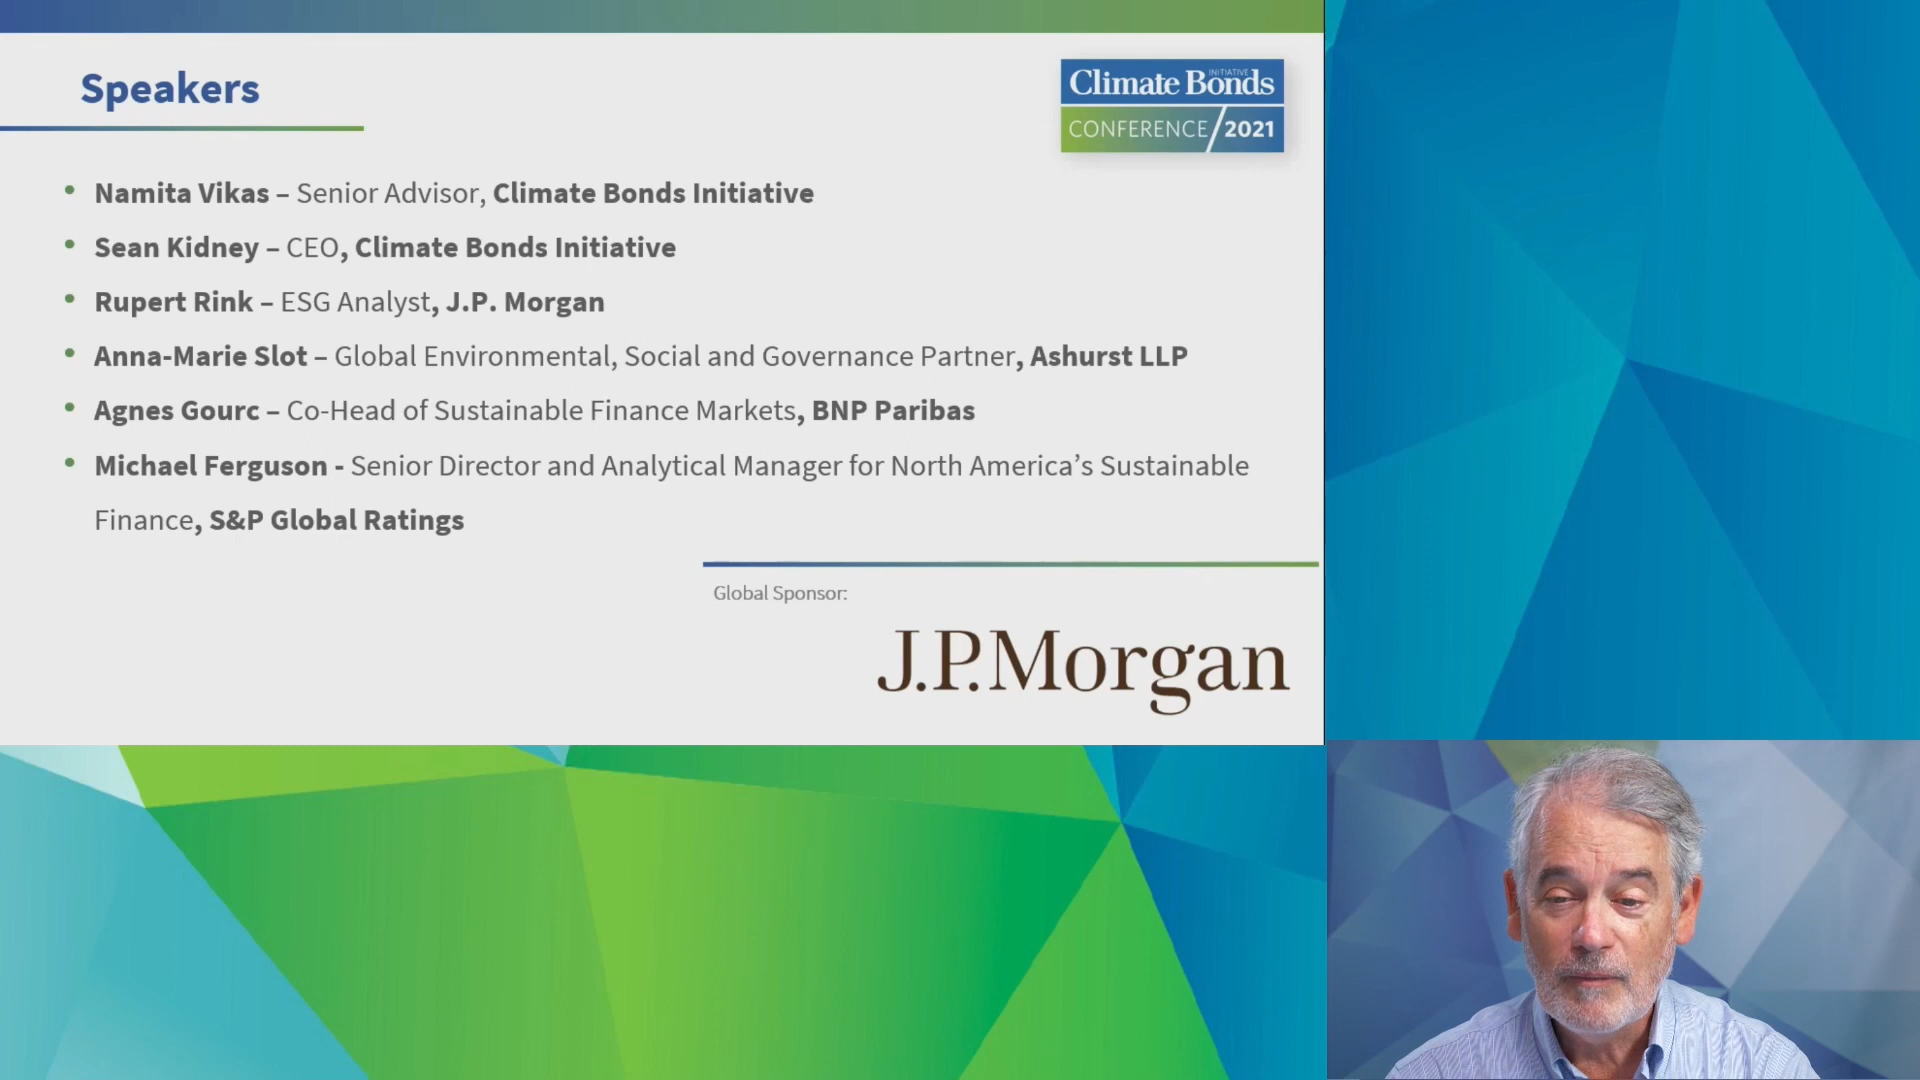 Speakers
Climate Bonds
INITIATIVE
CONFERENCE/2021
• Namita Vikas – Senior Advisor, Climate Bonds Initiative
• Sean Kidney – CEO, Climate Bonds Initiative
• Rupert Rink – ESG Analyst, J.P. Morgan
• Anna-Marie Slot – Global Environmental, Social and Governance Partner, Ashurst LLP
• Agnes Gourc – Co-Head of Sustainable Finance Markets, BNP Paribas
• Michael Ferguson - Senior Director and Analytical Manager for North America’s Sustainable
Finance, S&P Global Ratings
Global Sponsor:
J.P.Morgan